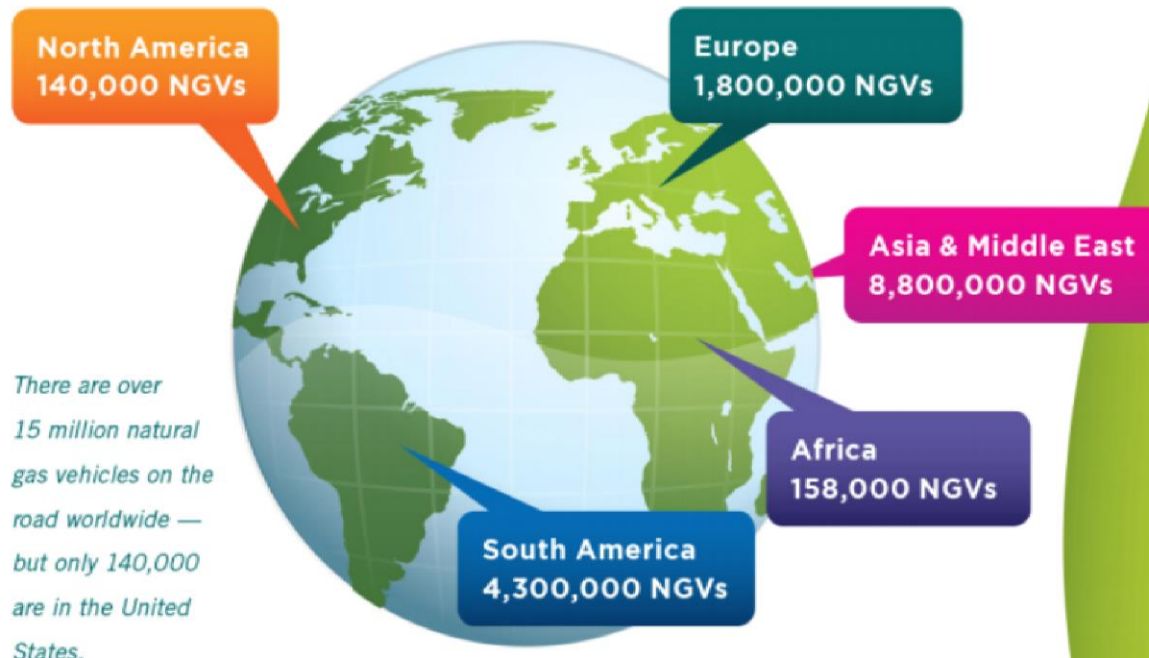 North America
140,000 NGVs
Europe
1,800,000 NGVs
Asia & Middle East
8,800,000 NGVs
There are over
15 million natural
gas vehicles on the
road worldwide —
but only 140,000
are in the United
States.
Africa
158,000 NGVs
South America
4,300,000 NGVs